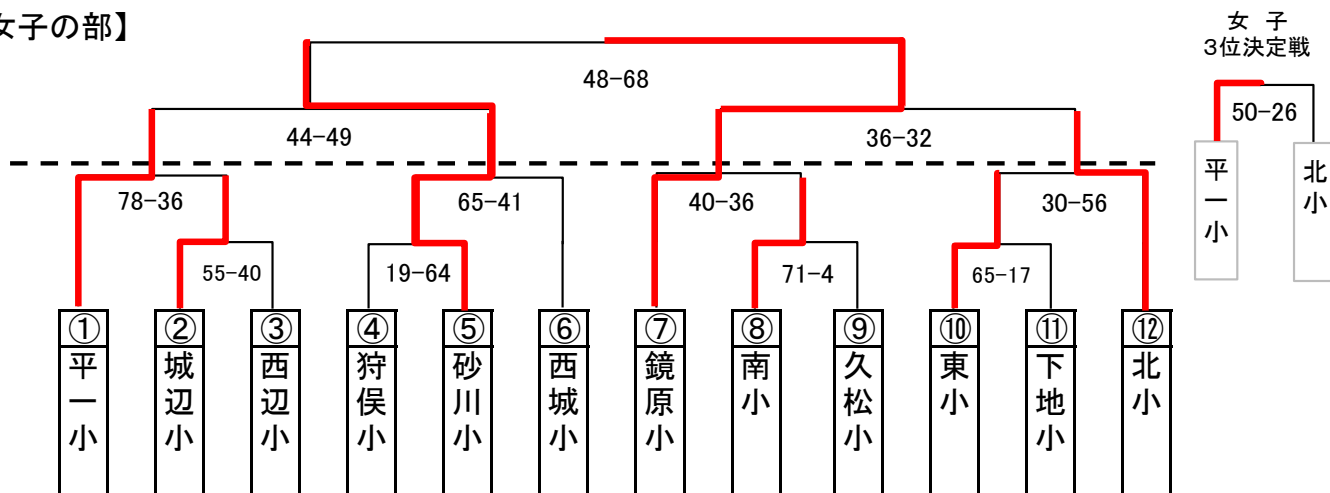 女子の部】
女 子
3位決定戦
48-68
50-26
44-49
36-32
平一小
北小
78-36
65-41
40-36
30-56
55-40
19-64
71-4
65-17
①
②
③
④
⑤
⑥
⑦
⑧
⑨
⑩
⑪
⑫
平一小
城辺小
西辺小
狩俣小
砂川小
西城小
鏡原小
南小
久松小
東小
下地小
北小